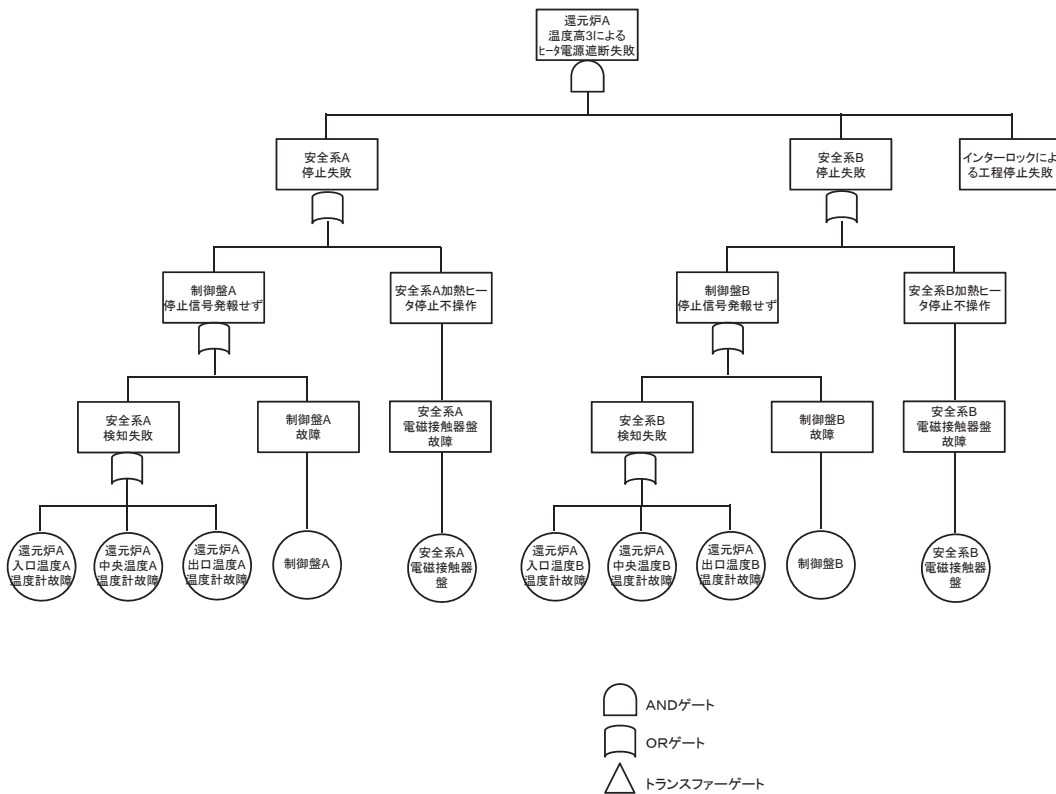 還元炉A
温度高3による
ヒータ電源遮断失敗
安全系A
停止失敗
安全系B
停止失敗
インターロックによ
る工程停止失敗
制御盤A
停止信号発報せず
安全系A加熱ヒー
タ停止不操作
制御盤B
停止信号発報せず
安全系B加熱ヒー
タ停止不操作
安全系A
検知失敗
制御盤A
故障
安全系A
電磁接触器盤
故障
安全系B
検知失敗
制御盤B
故障
安全系B
電磁接触器盤
故障
還元炉A
入口温度A
温度計故障
還元炉A
中央温度A
温度計故障
還元炉A
出口温度A
温度計故障
制御盤A
安全系A
電磁接触器
盤
還元炉A
入口温度B
温度計故障
還元炉A
中央温度B
温度計故障
還元炉A
出口温度B
温度計故障
制御盤B
安全系B
電磁接触器
盤
ANDゲート
ORゲート
トランスファーゲート